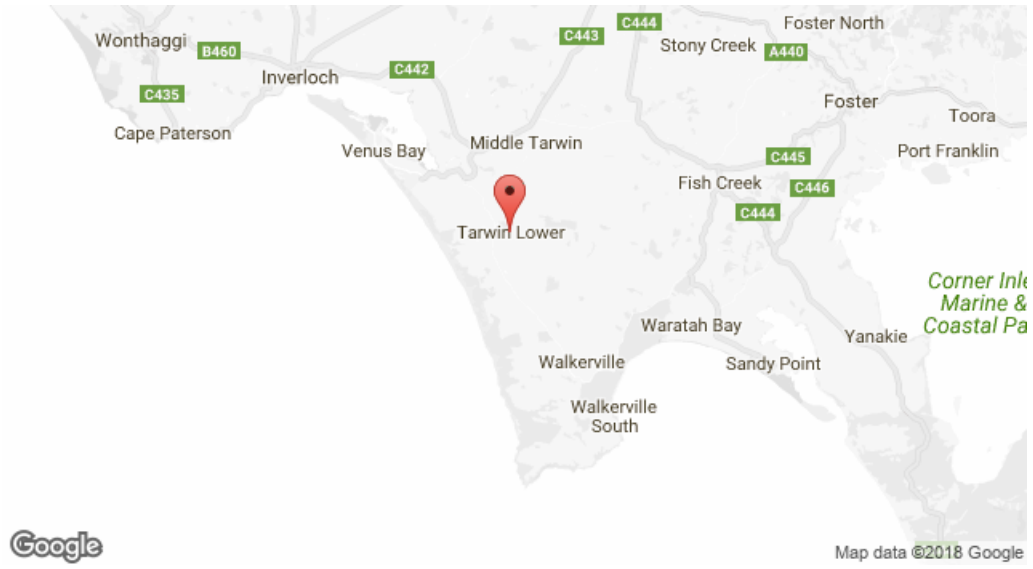 Foster North
C444
C443
Stony Creek
A440
Wonthaggi
B460
Inverloch
C442
C435
Foster
Toora
Cape Paterson
Venus Bay
Middle Tarwin
Port Franklin
C445
Fish Creek
C446
C444
Tarwin Lower
Corner Inle
Marine &
Coastal Pa
Waratah Bay
Yanakie
Walkerville
Sandy Point
Walkerville
South
Google
Map data ©2018 Google